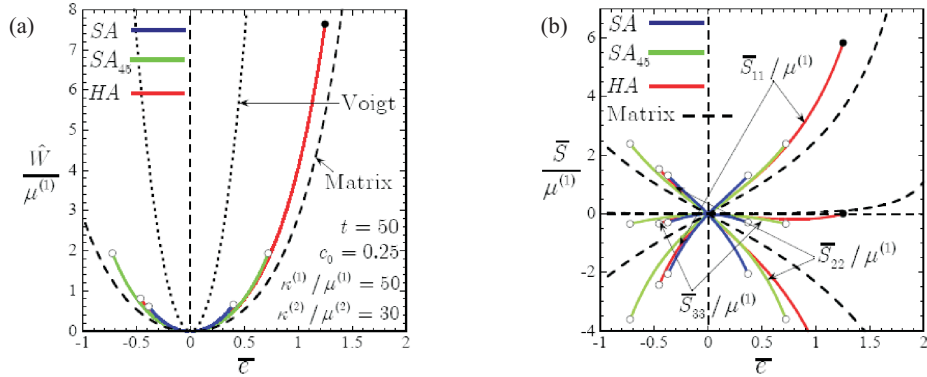 (a)
8
7
6
5
4
3
2
1
0
SA
SA45
HA
Voigt
Matrix
Ŵ
μ(1)
t = 50
c0 = 0.25
κ(1)/μ(1) = 50
κ(2)/μ(2) = 30
-1 -0.5 0 0.5 1 1.5 2
e̅
(b)
6
4
2
0
-2
-4
SA
SA45
HA
Matrix
S̅
μ(1)
S̅11 / μ(1)
S̅22 / μ(1)
S̅33 / μ(1)
-1 -0.5 0 0.5 1 1.5 2
e̅